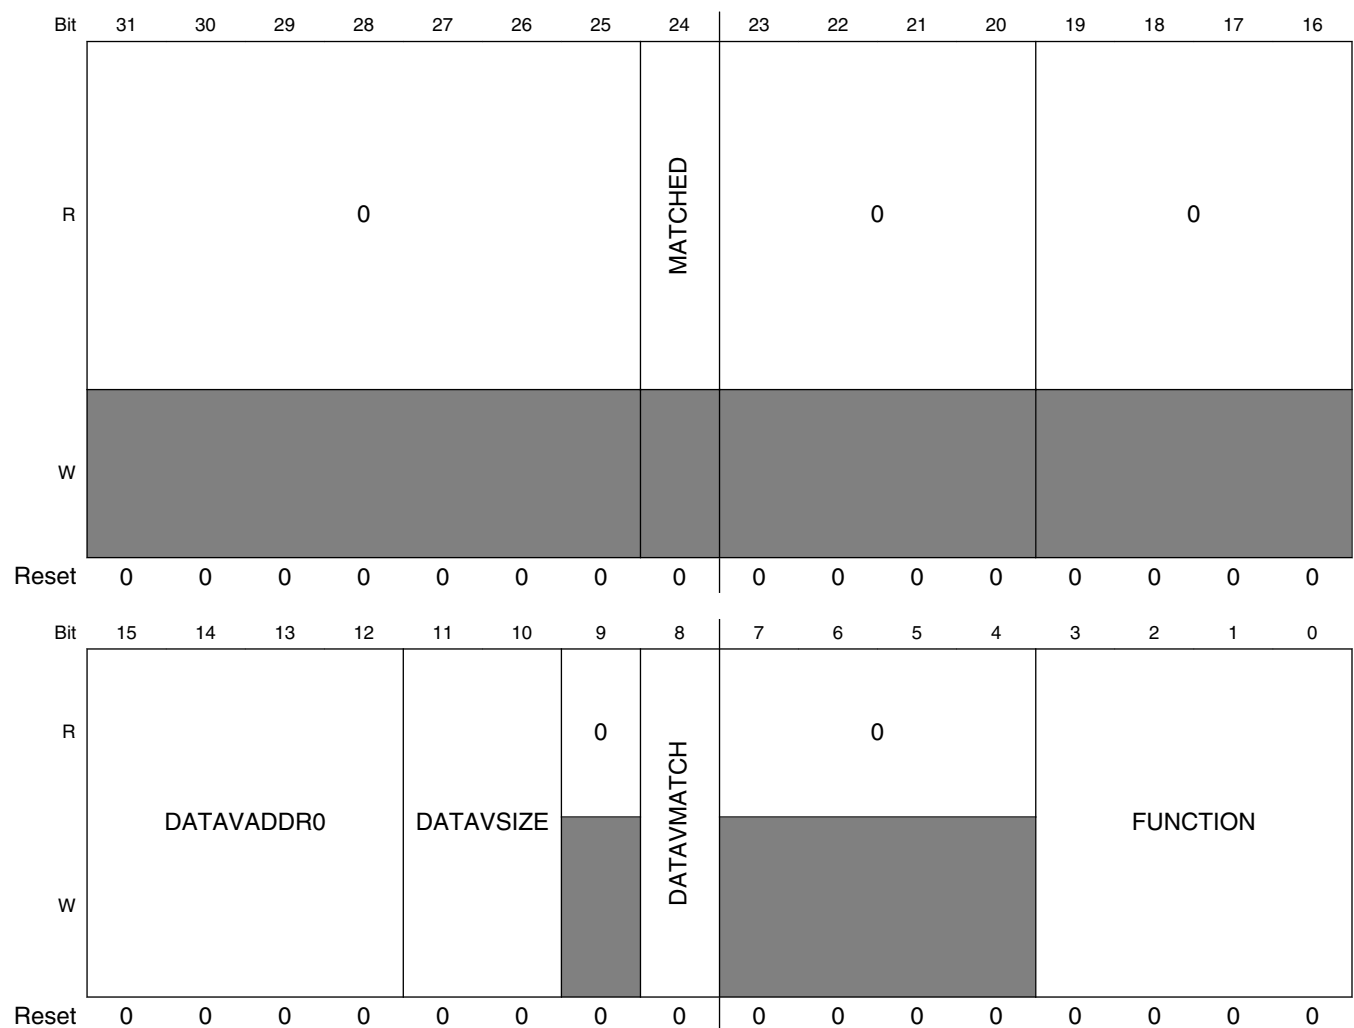 Bit 31 30 29 28 27 26 25 24 23 22 21 20 19 18 17 16
R 0 MATCHED 0 0
W
Reset 0 0 0 0 0 0 0 0 0 0 0 0 0 0 0 0
Bit 15 14 13 12 11 10 9 8 7 6 5 4 3 2 1 0
R 0 0
DATAVADDR0 DATAVSIZE DATAVMATCH FUNCTION
W
Reset 0 0 0 0 0 0 0 0 0 0 0 0 0 0 0 0